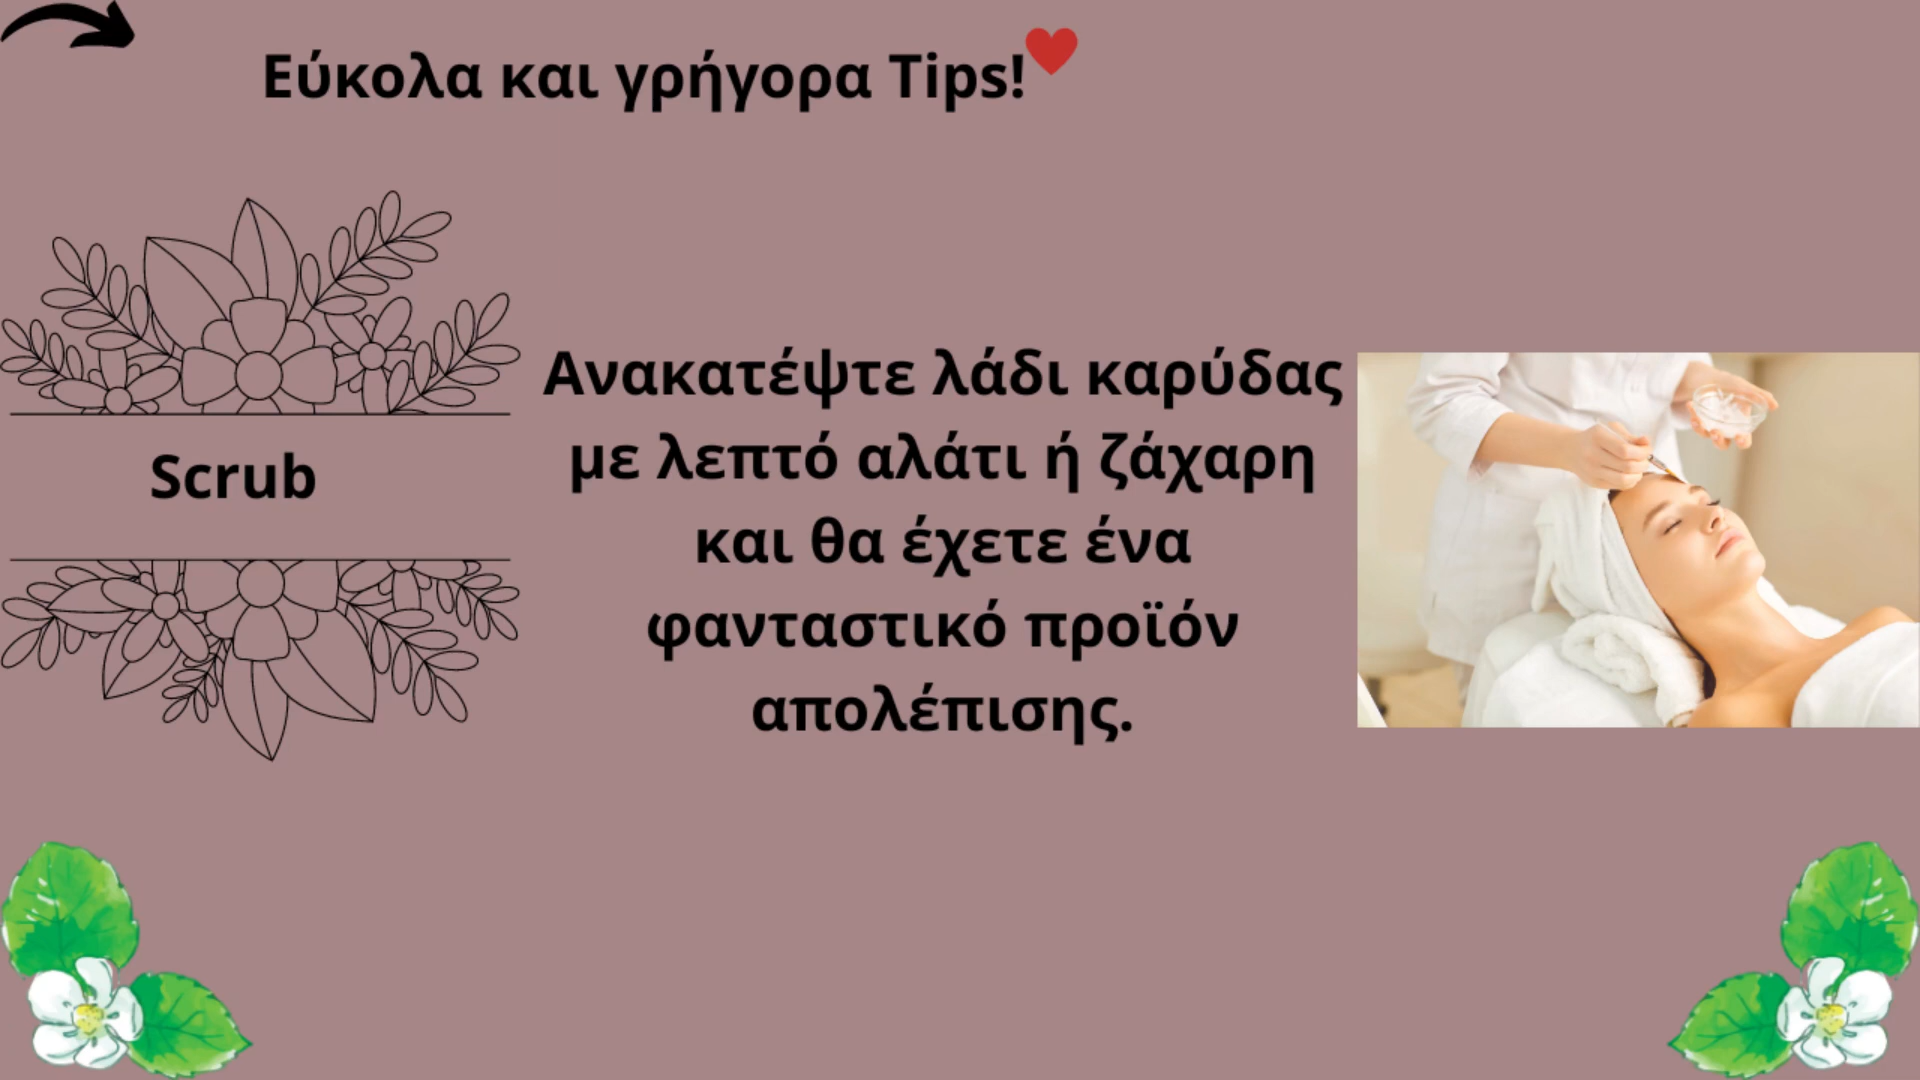 Εύκολα και γρήγορα Tips!
Scrub
Ανακατέψτε λάδι καρύδας
με λεπτό αλάτι ή ζάχαρη
και θα έχετε ένα
φανταστικό προϊόν
απολέπισης.